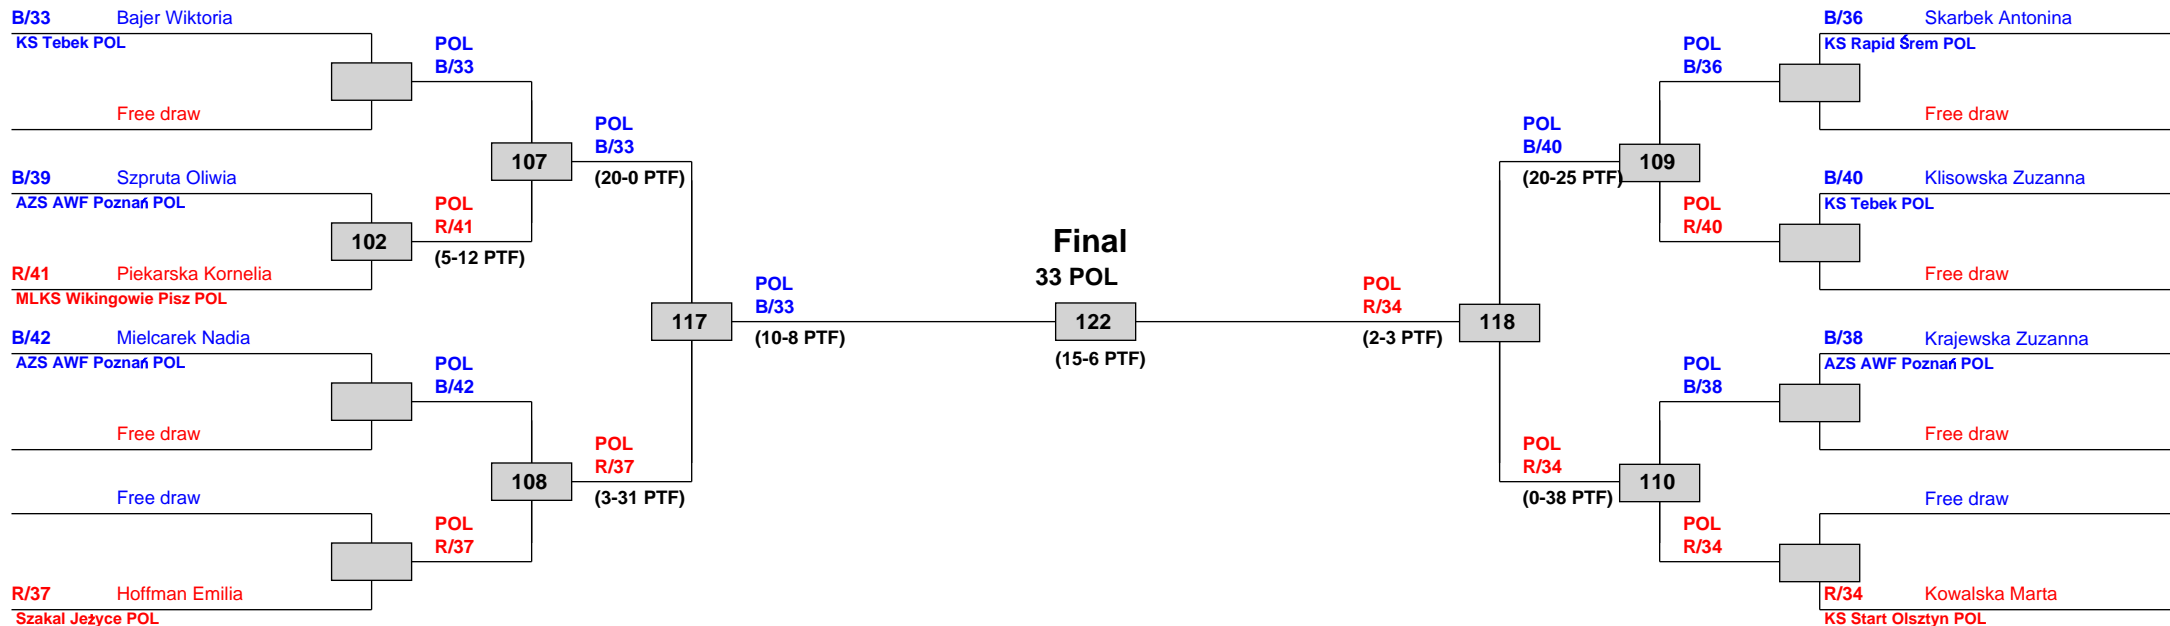 B/33 Bajer Wiktoria
KS Tebek POL
Free draw
B/39 Szpruta Oliwia
AZS AWF Poznań POL
R/41 Piekarska Kornelia
MLKS Wikingowie Pisz POL
B/42 Mielcarek Nadia
AZS AWF Poznań POL
Free draw
Free draw
R/37 Hoffman Emilia
Szakal Jeżyce POL
POL
B/33
102
POL
R/41
(5-12 PTF)
POL
B/42
POL
R/37
107
POL
B/33
(20-0 PTF)
108
POL
R/37
(3-31 PTF)
117
POL
B/33
(10-8 PTF)
Final
33 POL
122
(15-6 PTF)
POL
R/34
(2-3 PTF)
118
POL
B/40
(20-25 PTF)
109
POL
R/34
(0-38 PTF)
110
POL
B/36
POL
R/40
POL
B/38
POL
R/34
B/36 Skarbek Antonina
KS Rapid Śrem POL
Free draw
B/40 Klisowska Zuzanna
KS Tebek POL
Free draw
B/38 Krajewska Zuzanna
AZS AWF Poznań POL
Free draw
Free draw
R/34 Kowalska Marta
KS Start Olsztyn POL